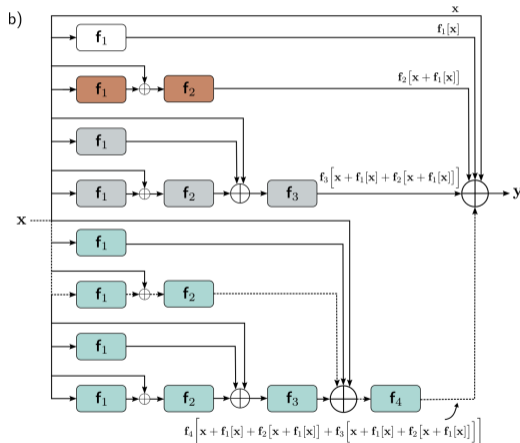 b)
x
f₁[x]
f₁
f₂[x + f₁[x]]
f₁ f₂
f₁
f₃[x + f₁[x] + f₂[x + f₁[x]]]
f₁ f₂ f₃
y
x
f₁
f₁ f₂
f₁
f₁ f₂ f₃ f₄
f₄[x + f₁[x] + f₂[x + f₁[x]] + f₃[x + f₁[x] + f₂[x + f₁[x]]]]